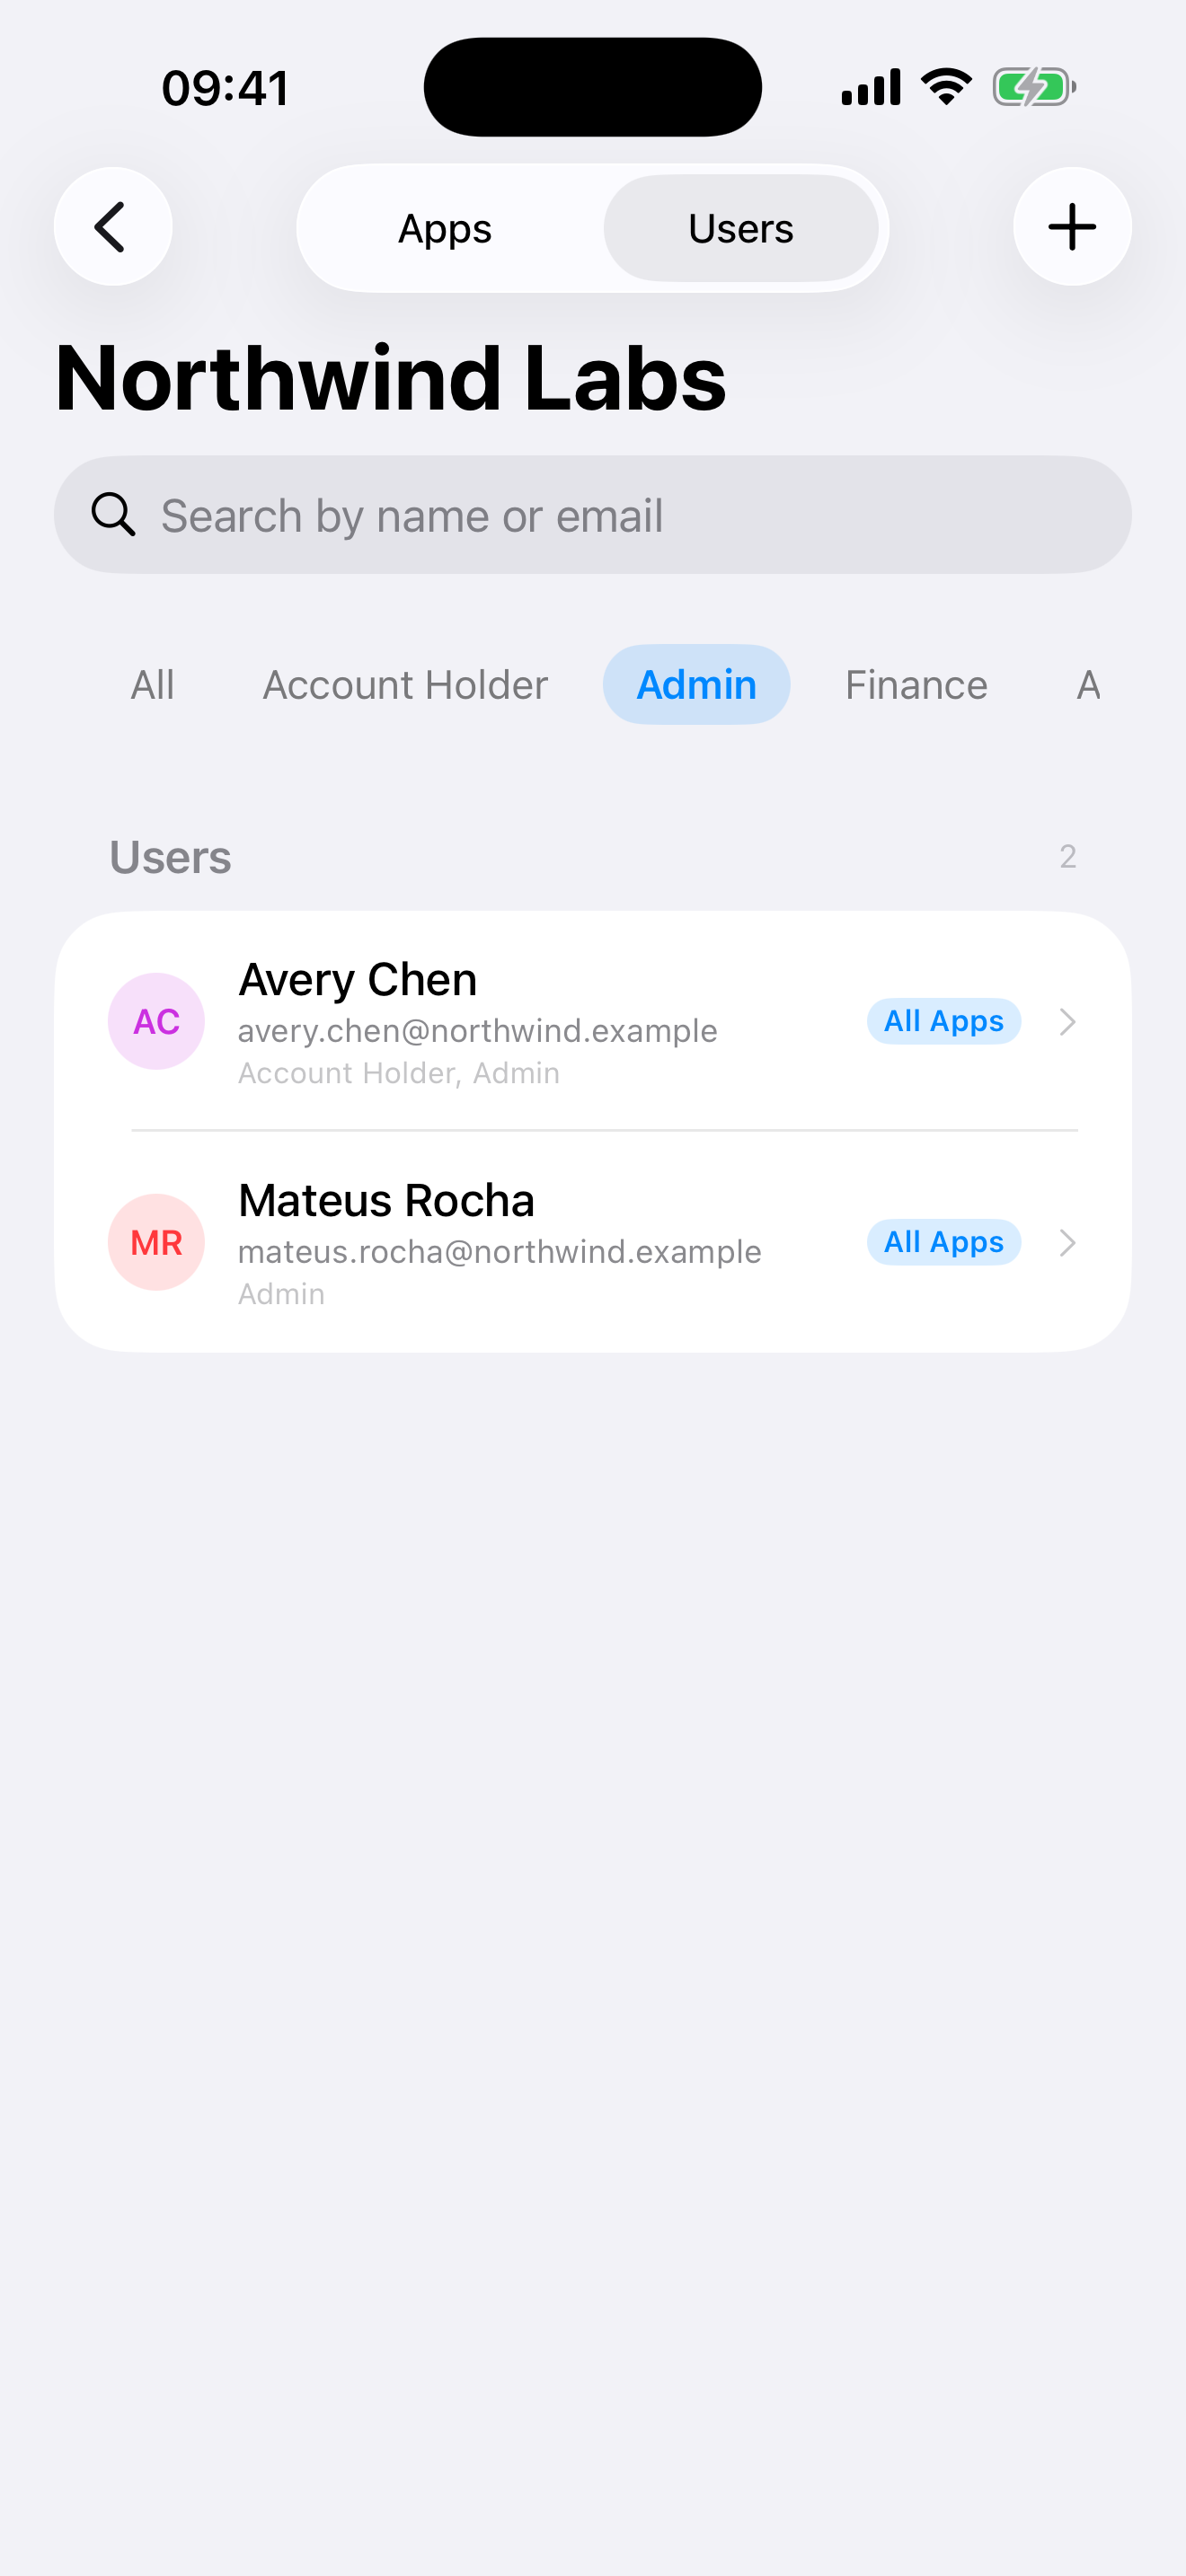 09:41
Apps
Users
Northwind Labs
Search by name or email
All
Account Holder
Admin
Finance
A
Users
2
AC
Avery Chen
avery.chen@northwind.example
Account Holder, Admin
All Apps
MR
Mateus Rocha
mateus.rocha@northwind.example
Admin
All Apps